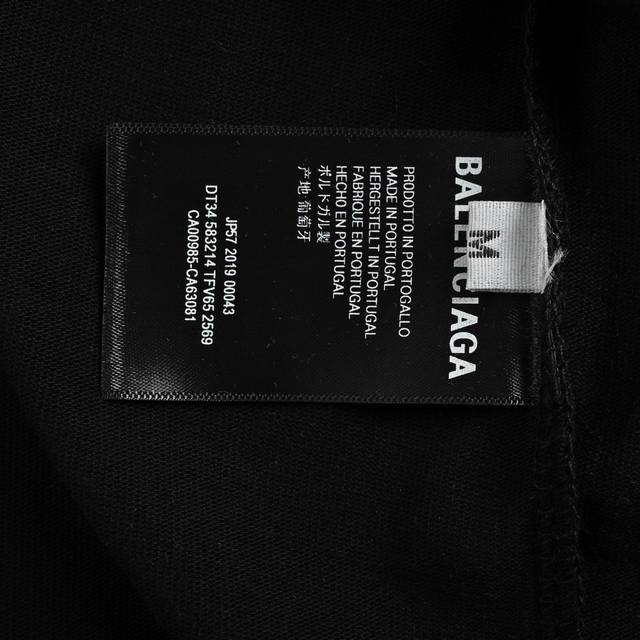 BALENCIAGA
M
PRODOTTO IN PORTOGALLO
MADE IN PORTUGAL
HERGESTELLT IN PORTUGAL
FABRIQUE EN PORTUGAL
HECHO EN PORTUGAL
ポルトガル製
产地:葡萄牙
JP57 2019 00043
DT34 583214 TFV65 2569
CA00985-CA63081